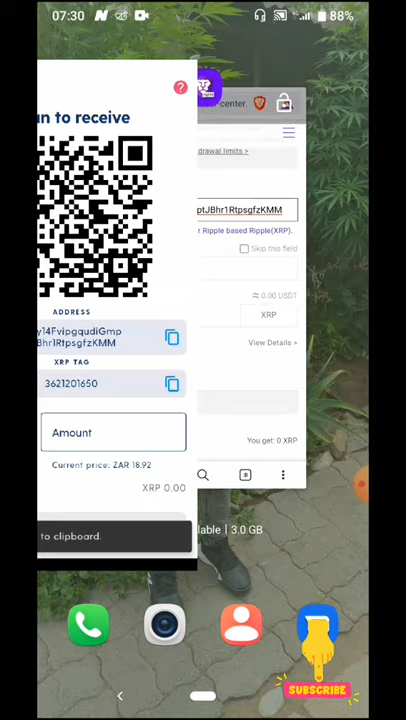 07:30
88%
n to receive
ADDRESS
y14FvipgqudiGmp
Bhr1RtpsgfzKMM
XRP TAG
3621201650
Amount
Current price: ZAR 18.92
XRP 0.00
to clipboard.
center.
drawal limits >
ptJBhr1RtpsgfzKMM
r Ripple based Ripple(XRP).
Skip this field
≈ 0.00 USDT
XRP
View Details >
You get: 0 XRP
lable | 3.0 GB
SUBSCRIBE